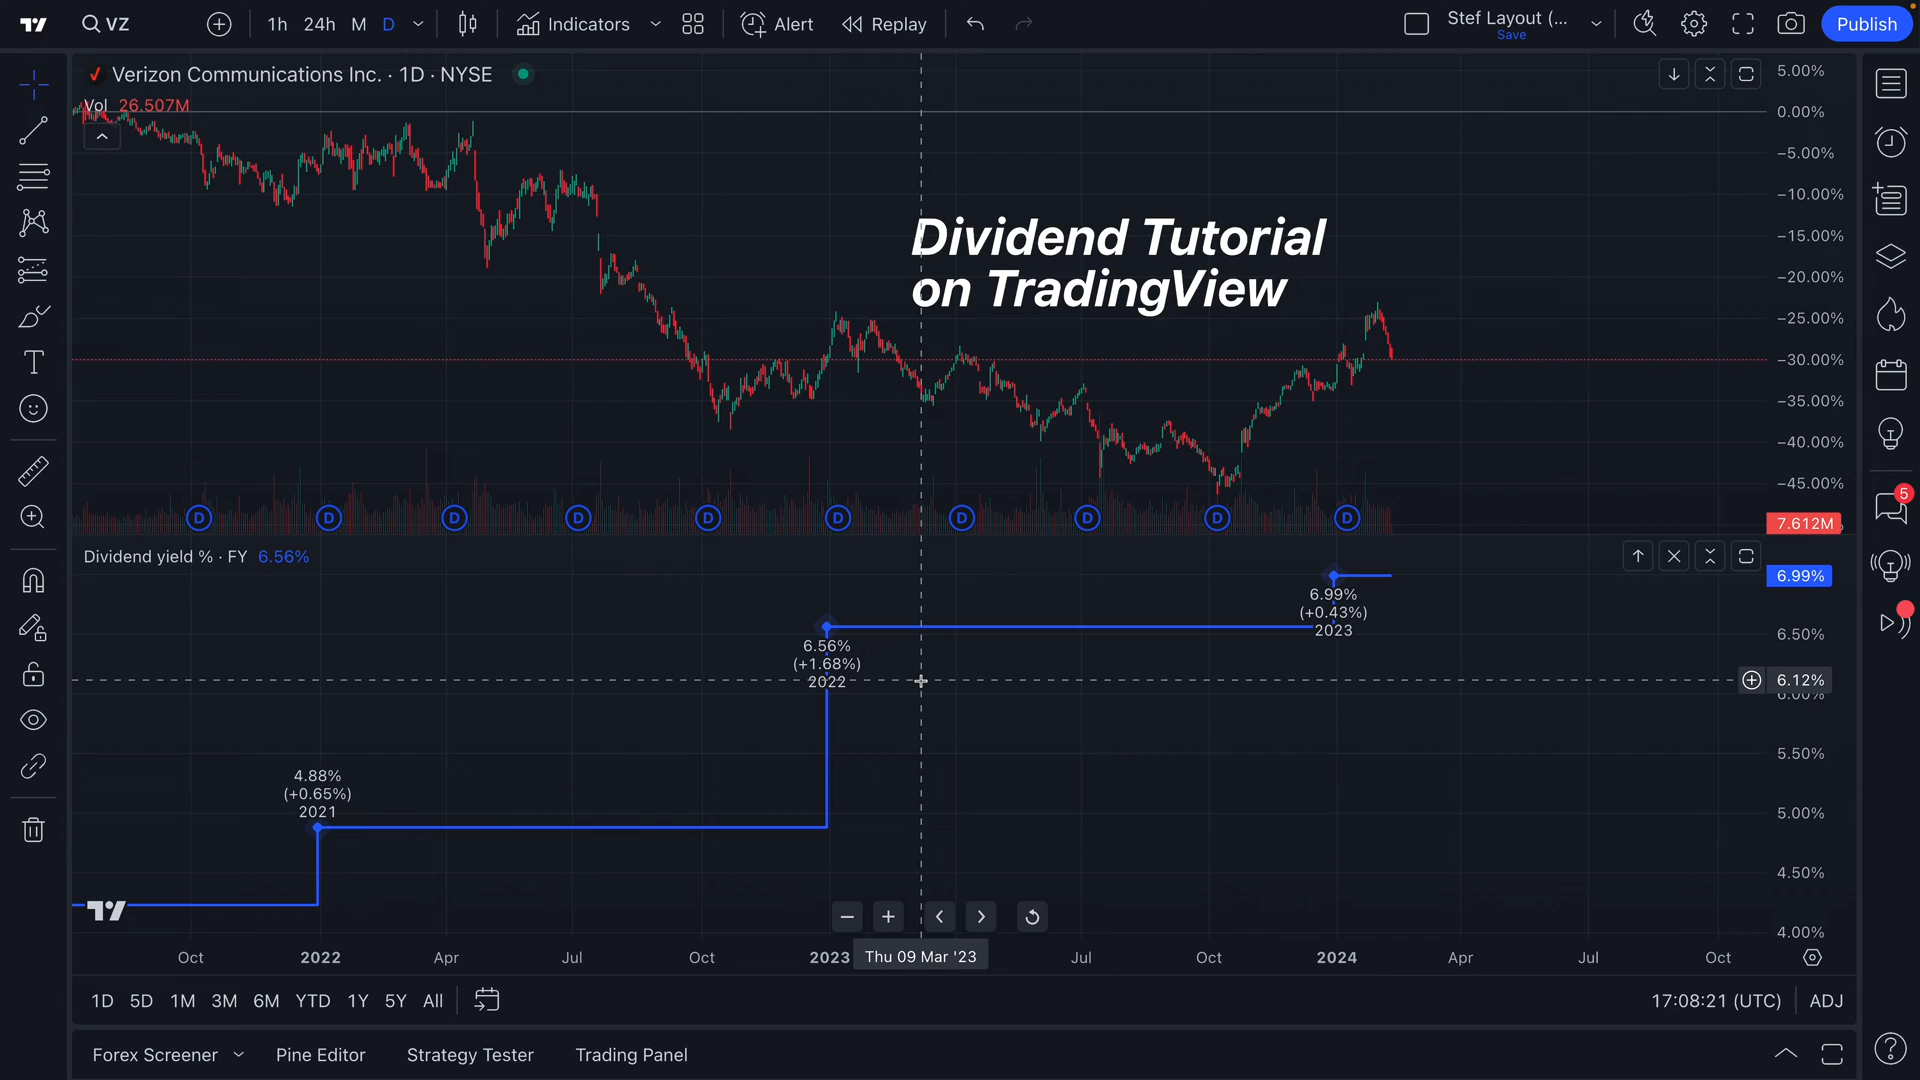 VZ
1h 24h M D
Indicators
Alert
Replay
Stef Layout (...
Save
Publish
Verizon Communications Inc. · 1D · NYSE
Vol 26.507M
Dividend Tutorial
on TradingView
5.00%
0.00%
−5.00%
−10.00%
−15.00%
−20.00%
−25.00%
−30.00%
−35.00%
−40.00%
−45.00%
7.612M
5
D D D D D D D D D D
Dividend yield % · FY 6.56%
6.99%
6.50%
6.12%
6.00%
5.50%
5.00%
4.50%
4.00%
4.88%
(+0.65%)
2021
6.56%
(+1.68%)
2022
6.99%
(+0.43%)
2023
Oct 2022 Apr Jul Oct 2023 Thu 09 Mar '23 Jul Oct 2024 Apr Jul Oct
1D 5D 1M 3M 6M YTD 1Y 5Y All
17:08:21 (UTC) ADJ
Forex Screener Pine Editor Strategy Tester Trading Panel